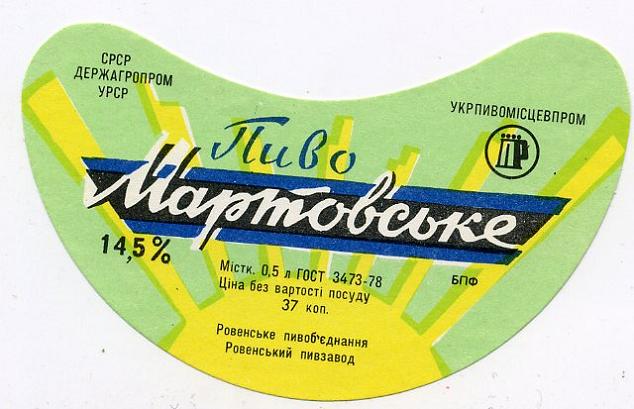 СРСР
ДЕРЖАГРОПРОМ
УРСР
УКРПИВОМІСЦЕВПРОМ
ПР
Пиво
Мартовське
14,5%
Містк. 0,5 л ГОСТ 3473-78
БПФ
Ціна без вартості посуду
37 коп.
Ровенське пивоб'єднання
Ровенський пивзавод